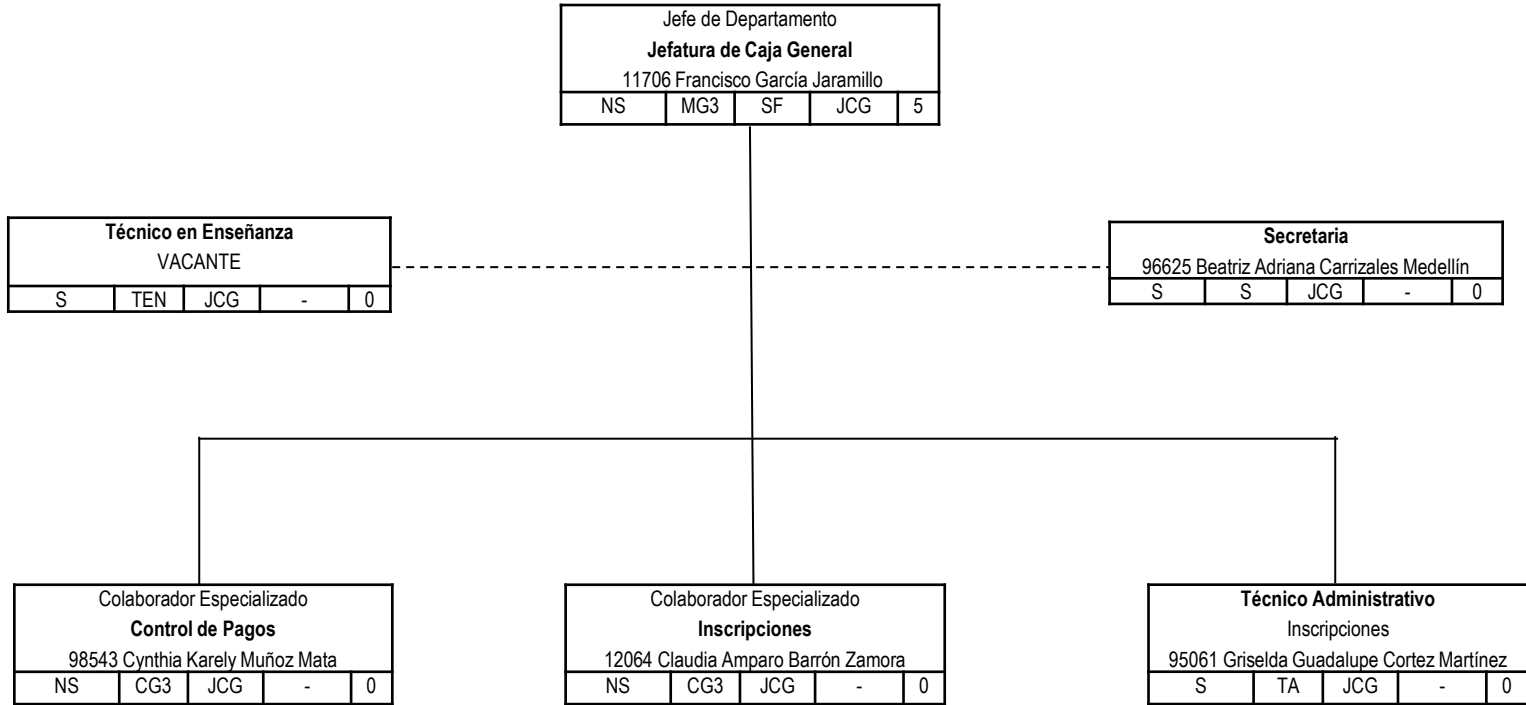 Jefe de Departamento
Jefatura de Caja General
11706 Francisco García Jaramillo
NS MG3 SF JCG 5
Técnico en Enseñanza
VACANTE
S TEN JCG - 0
Secretaria
96625 Beatriz Adriana Carrizales Medellín
S S JCG - 0
Colaborador Especializado
Control de Pagos
98543 Cynthia Karely Muñoz Mata
NS CG3 JCG - 0
Colaborador Especializado
Inscripciones
12064 Claudia Amparo Barrón Zamora
NS CG3 JCG - 0
Técnico Administrativo
Inscripciones
95061 Griselda Guadalupe Cortez Martínez
S TA JCG - 0